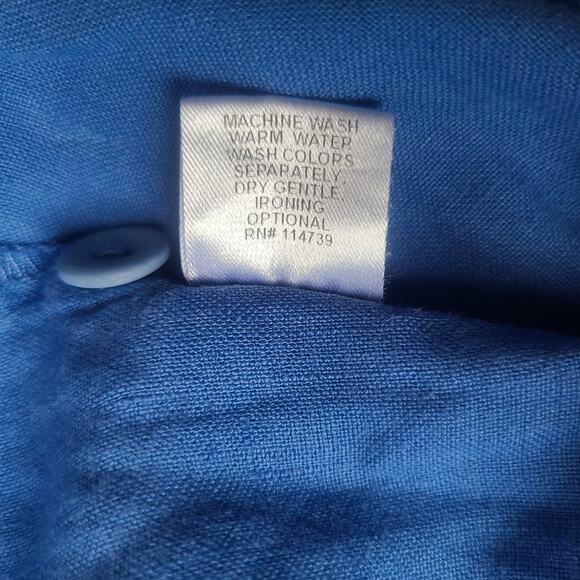 MACHINE WASH
WARM WATER
WASH COLORS
SEPARATELY.
DRY GENTLE.
IRONING
OPTIONAL
RN# 114739